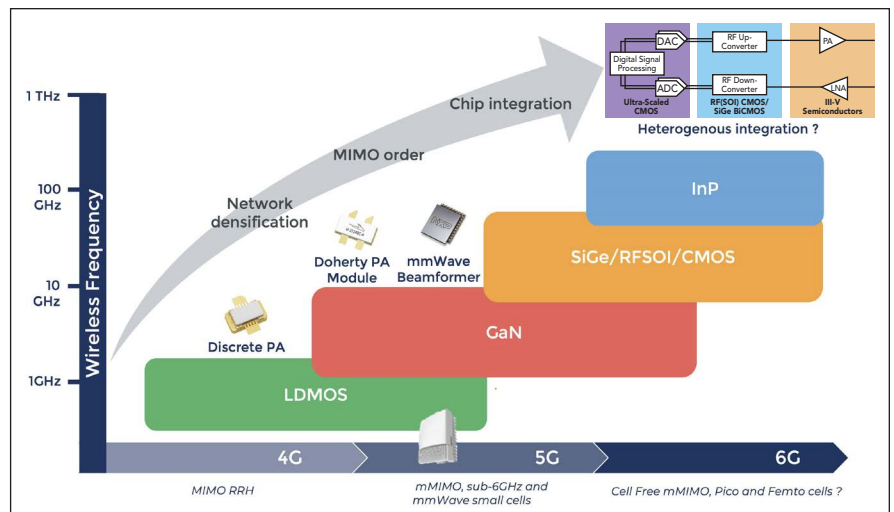 DAC
RF Up-
Converter
PA
Digital Signal
Processing
ADC
RF Down-
Converter
LNA
Ultra-Scaled
CMOS
RF(SOI) CMOS/
SiGe BiCMOS
III-V
Semiconductors
Heterogenous integration ?
Chip integration
MIMO order
Network
densification
Wireless Frequency
1 THz
100
GHz
10
GHz
1GHz
InP
SiGe/RFSOI/CMOS
Doherty PA
Module
mmWave
Beamformer
NXP
GaN
Discrete PA
LDMOS
4G
5G
6G
MIMO RRH
mMIMO, sub-6GHz and
mmWave small cells
Cell Free mMIMO, Pico and Femto cells ?